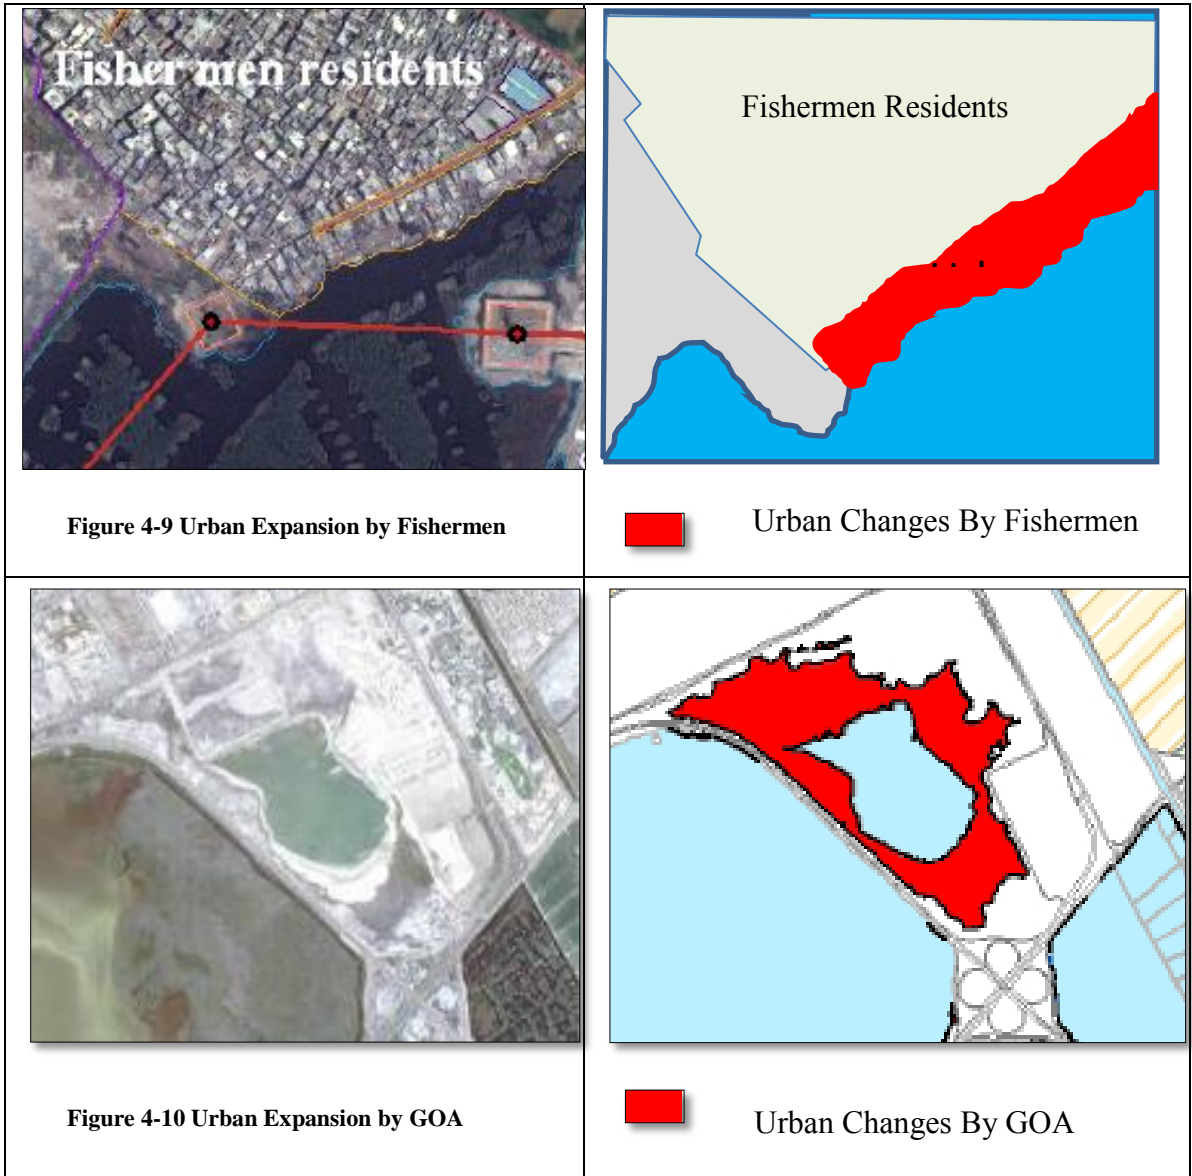 Fisher men residents
Fishermen Residents
Figure 4-9 Urban Expansion by Fishermen
Urban Changes By Fishermen
Figure 4-10 Urban Expansion by GOA
Urban Changes By GOA